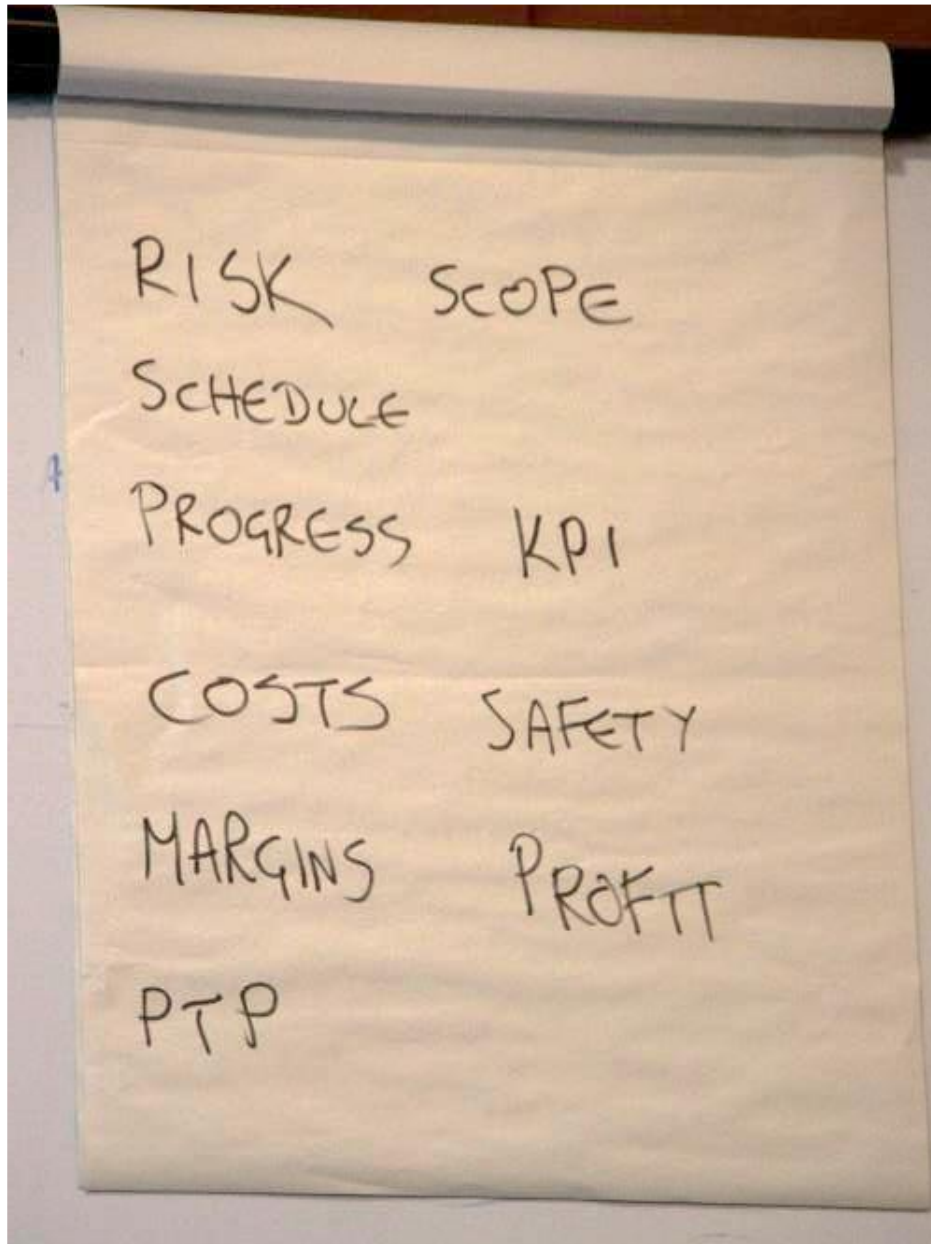 RISK SCOPE
SCHEDULE
PROGRESS KPI
COSTS SAFETY
MARGINS PROFIT
PTP